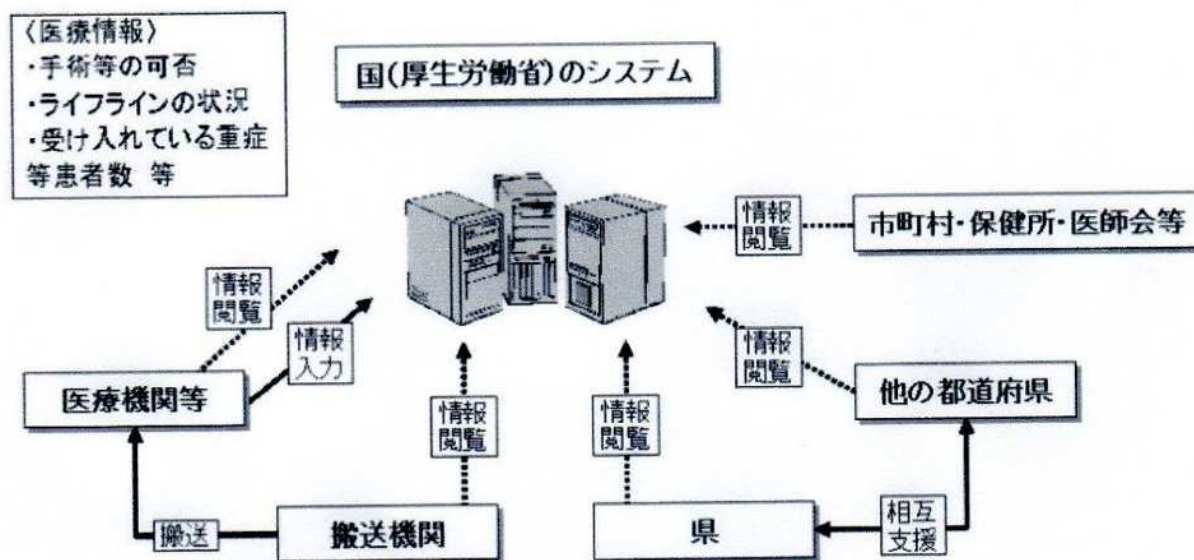 〈医療情報〉
・手術等の可否
・ライフラインの状況
・受け入れている重症
等患者数 等
国(厚生労働省)のシステム
情報
閲覧
市町村・保健所・医師会等
情報
閲覧
情報
入力
情報
閲覧
医療機関等
他の都道府県
情報
閲覧
情報
閲覧
搬送
搬送機関
県
相互
支援